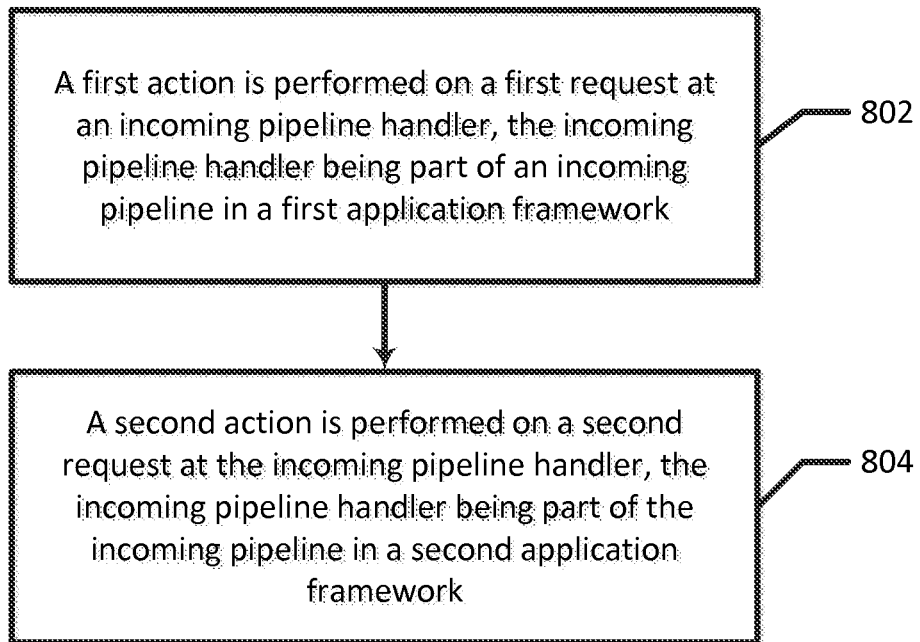 A first action is performed on a first request at
an incoming pipeline handler, the incoming
pipeline handler being part of an incoming
pipeline in a first application framework
802
A second action is performed on a second
request at the incoming pipeline handler, the
incoming pipeline handler being part of the
incoming pipeline in a second application
framework
804